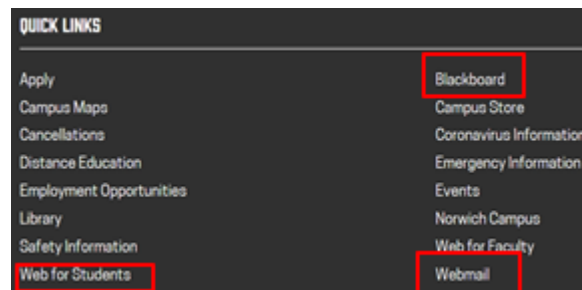 QUICK LINKS
Apply
Campus Maps
Cancellations
Distance Education
Employment Opportunities
Library
Safety Information
Web for Students
Blackboard
Campus Store
Coronavirus Information
Emergency Information
Events
Norwich Campus
Web for Faculty
Webmail